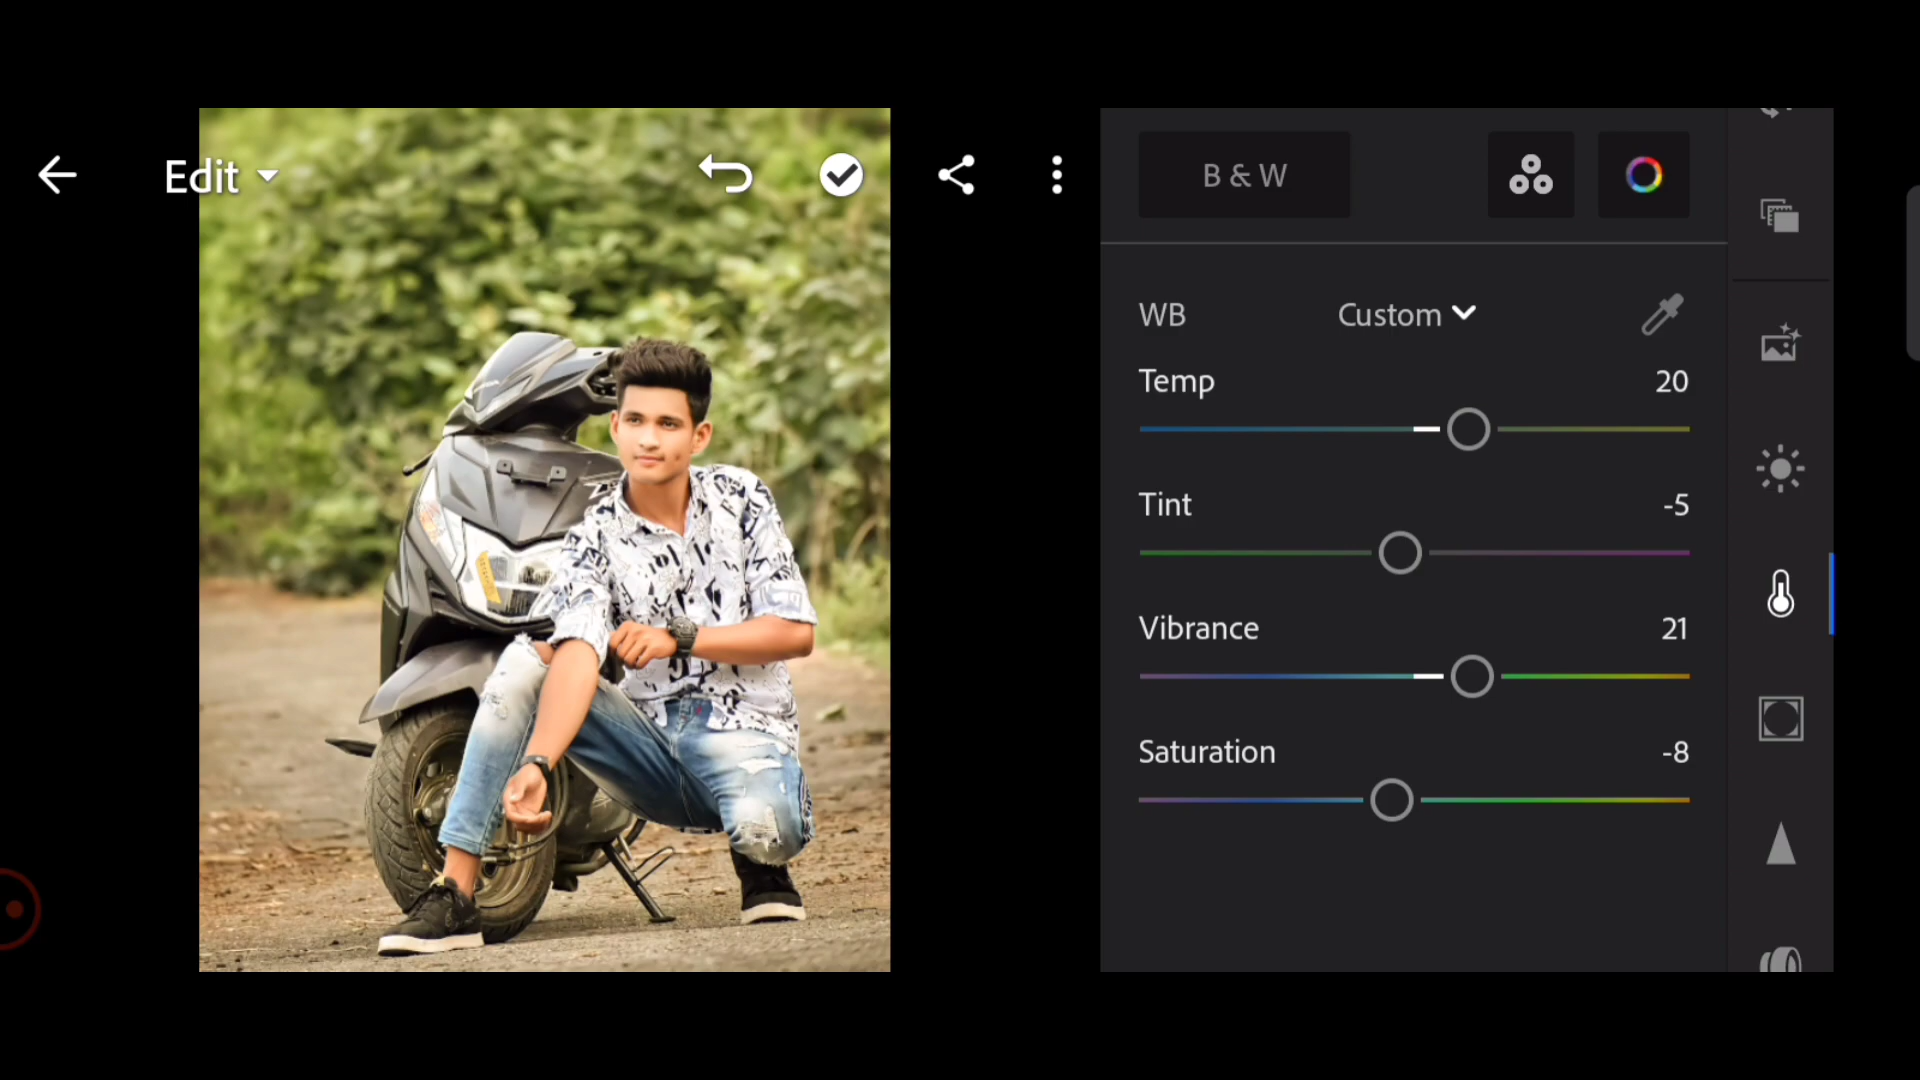 Edit
B & W
WB Custom
Temp 20
Tint -5
Vibrance 21
Saturation -8